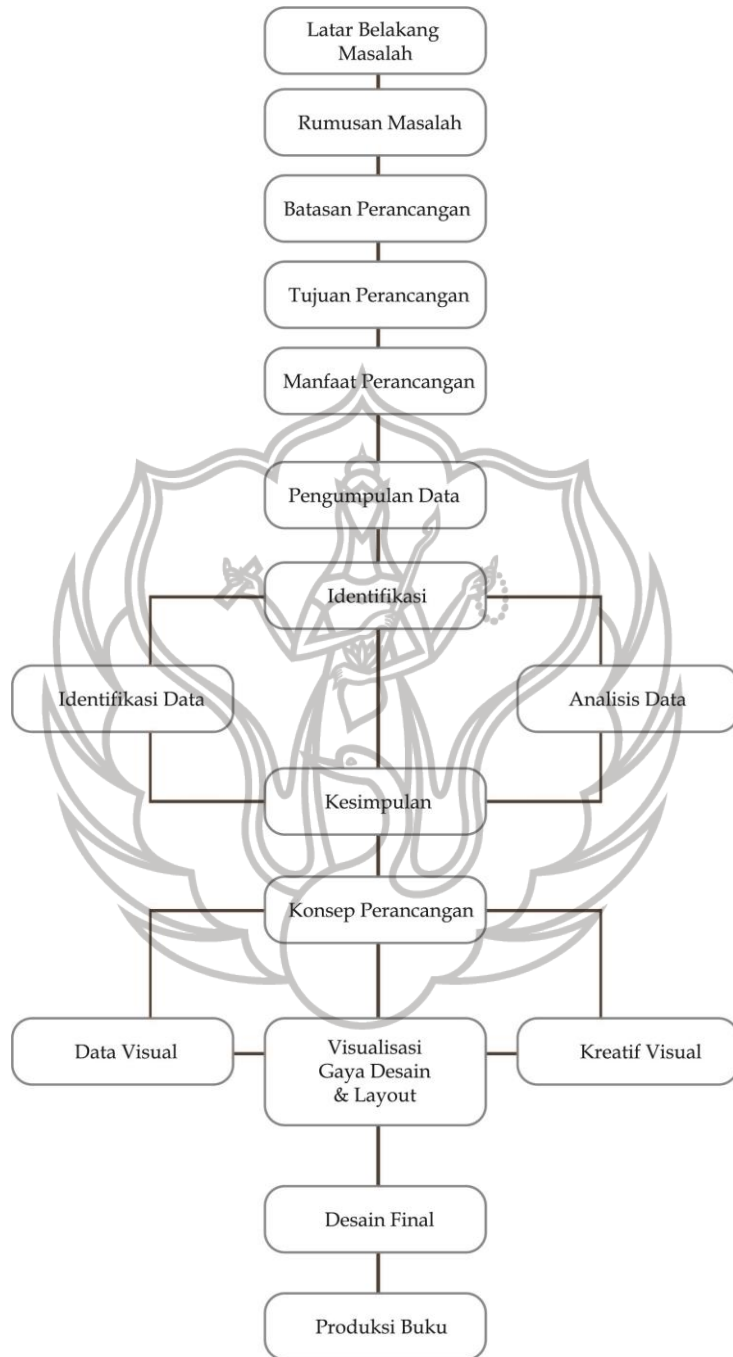 Latar Belakang
Masalah
Rumusan Masalah
Batasan Perancangan
Tujuan Perancangan
Manfaat Perancangan
Pengumpulan Data
Identifikasi
Identifikasi Data
Analisis Data
Kesimpulan
Konsep Perancangan
Data Visual
Visualisasi
Gaya Desain
& Layout
Kreatif Visual
Desain Final
Produksi Buku